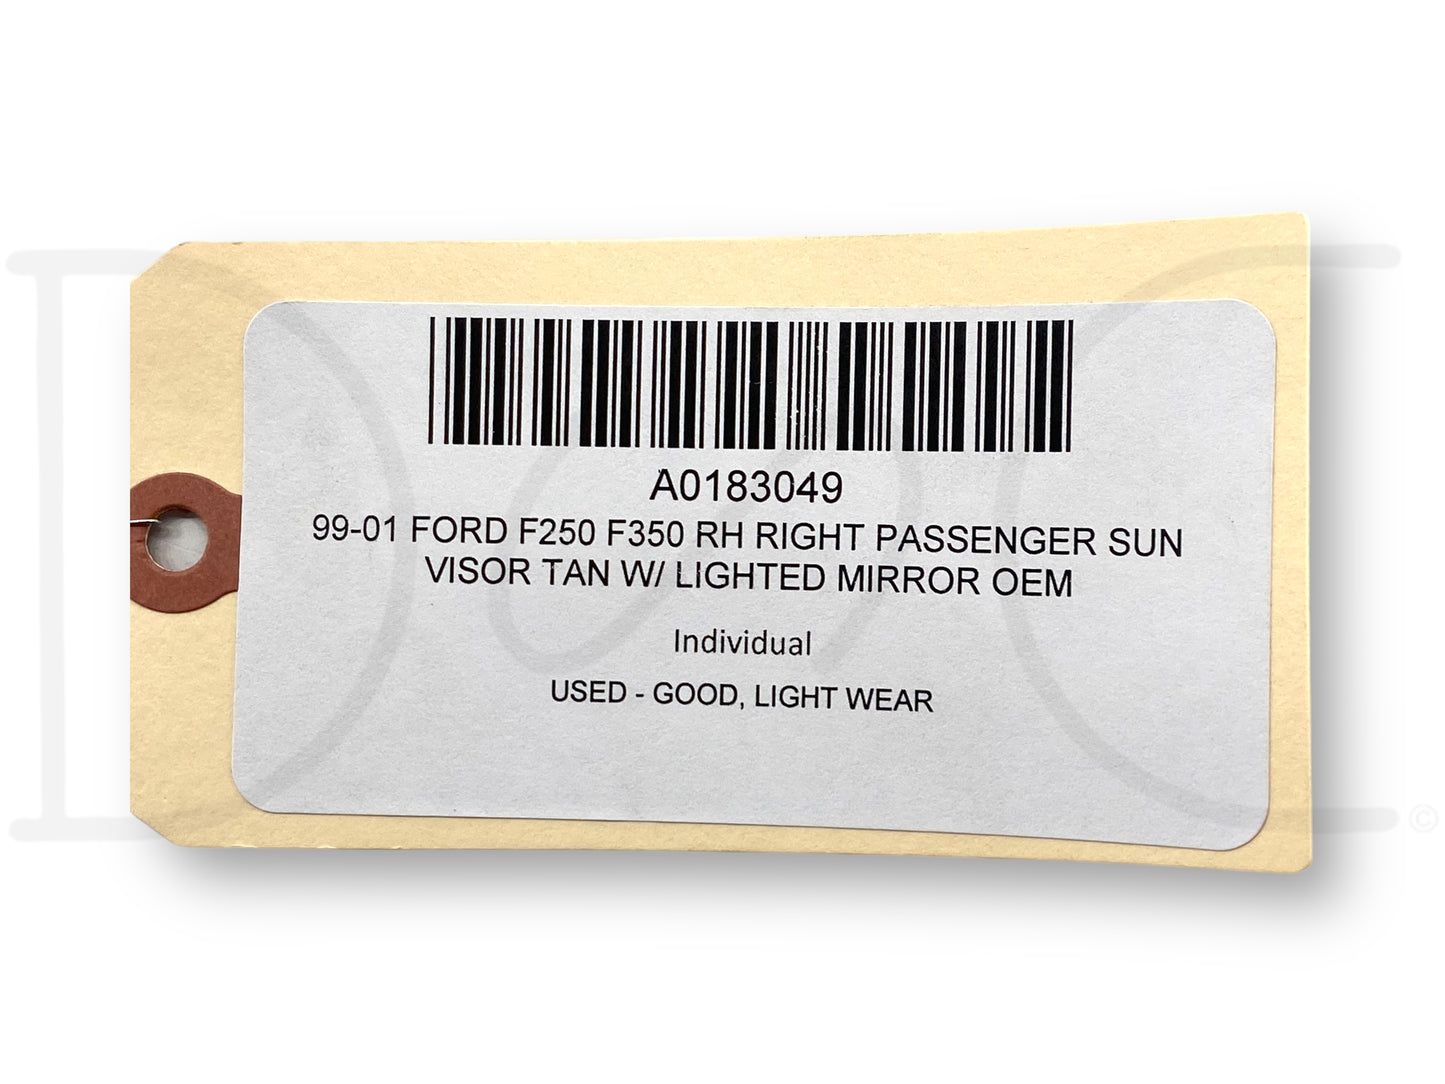 A0183049
99-01 FORD F250 F350 RH RIGHT PASSENGER SUN
VISOR TAN W/ LIGHTED MIRROR OEM
Individual
USED - GOOD, LIGHT WEAR
©